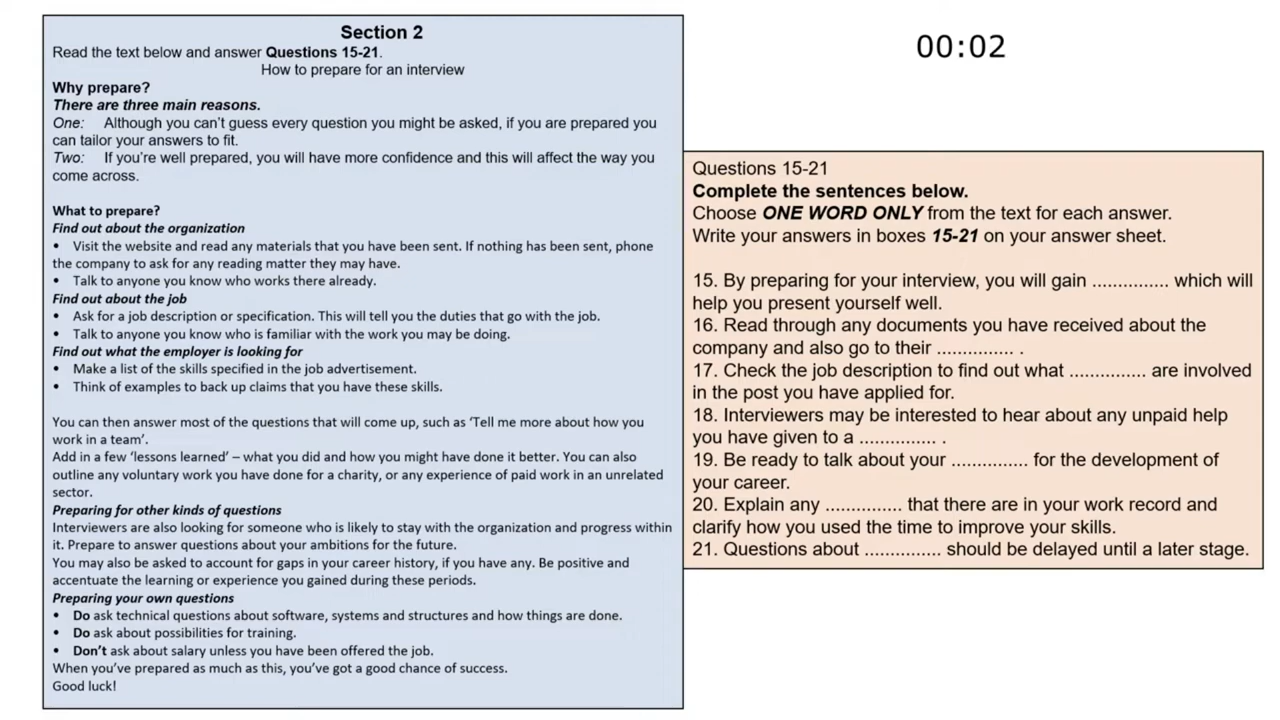 Section 2
Read the text below and answer Questions 15-21.
How to prepare for an interview
Why prepare?
There are three main reasons.
One: Although you can't guess every question you might be asked, if you are prepared you
can tailor your answers to fit.
Two: If you're well prepared, you will have more confidence and this will affect the way you
come across.
What to prepare?
Find out about the organization
• Visit the website and read any materials that you have been sent. If nothing has been sent, phone
the company to ask for any reading matter they may have.
• Talk to anyone you know who works there already.
Find out about the job
• Ask for a job description or specification. This will tell you the duties that go with the job.
• Talk to anyone you know who is familiar with the work you may be doing.
Find out what the employer is looking for
• Make a list of the skills specified in the job advertisement.
• Think of examples to back up claims that you have these skills.
You can then answer most of the questions that will come up, such as 'Tell me more about how you
work in a team'.
Add in a few 'lessons learned' – what you did and how you might have done it better. You can also
outline any voluntary work you have done for a charity, or any experience of paid work in an unrelated
sector.
Preparing for other kinds of questions
Interviewers are also looking for someone who is likely to stay with the organization and progress within
it. Prepare to answer questions about your ambitions for the future.
You may also be asked to account for gaps in your career history, if you have any. Be positive and
accentuate the learning or experience you gained during these periods.
Preparing your own questions
• Do ask technical questions about software, systems and structures and how things are done.
• Do ask about possibilities for training.
• Don't ask about salary unless you have been offered the job.
When you've prepared as much as this, you've got a good chance of success.
Good luck!
00:02
Questions 15-21
Complete the sentences below.
Choose ONE WORD ONLY from the text for each answer.
Write your answers in boxes 15-21 on your answer sheet.
15. By preparing for your interview, you will gain ............... which will
help you present yourself well.
16. Read through any documents you have received about the
company and also go to their ............... .
17. Check the job description to find out what ............... are involved
in the post you have applied for.
18. Interviewers may be interested to hear about any unpaid help
you have given to a ............... .
19. Be ready to talk about your ............... for the development of
your career.
20. Explain any ............... that there are in your work record and
clarify how you used the time to improve your skills.
21. Questions about ............... should be delayed until a later stage.